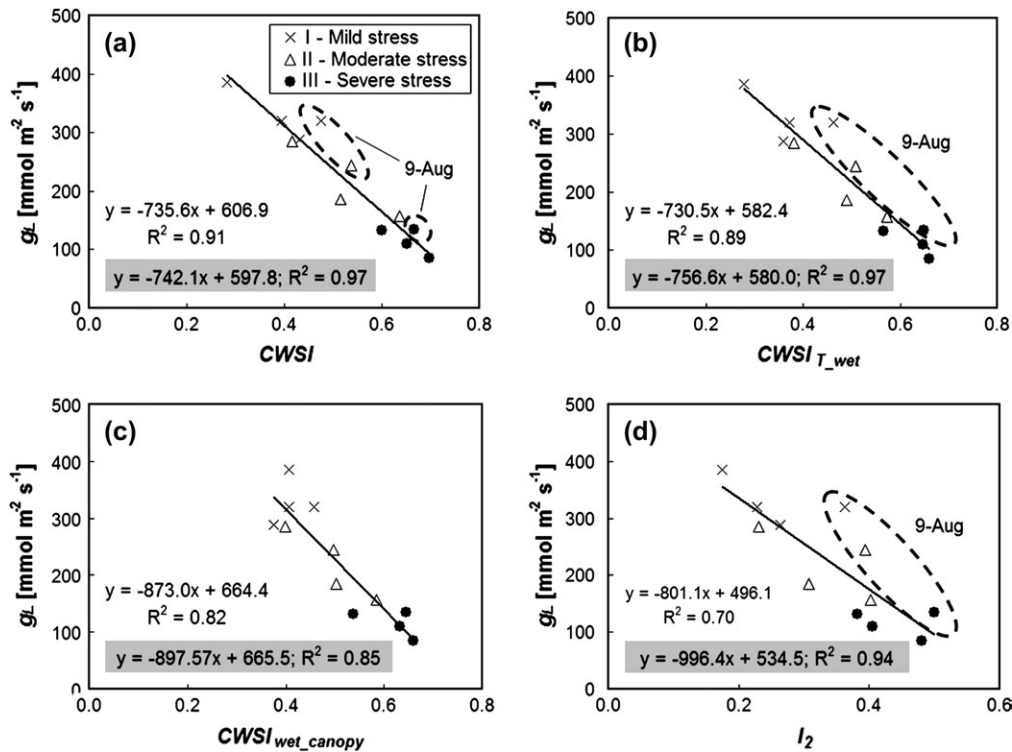 (a)
I - Mild stress
II - Moderate stress
III - Severe stress
9-Aug
y = -735.6x + 606.9
R² = 0.91
y = -742.1x + 597.8; R² = 0.97
500
400
300
200
100
0
0.0 0.2 0.4 0.6 0.8
gL [mmol m⁻² s⁻¹]
CWSI
(b)
9-Aug
y = -730.5x + 582.4
R² = 0.89
y = -756.6x + 580.0; R² = 0.97
500
400
300
200
100
0
0.0 0.2 0.4 0.6 0.8
gL [mmol m⁻² s⁻¹]
CWSI T_wet
(c)
y = -873.0x + 664.4
R² = 0.82
y = -897.57x + 665.5; R² = 0.85
500
400
300
200
100
0
0.0 0.2 0.4 0.6 0.8
gL [mmol m⁻² s⁻¹]
CWSI wet_canopy
(d)
9-Aug
y = -801.1x + 496.1
R² = 0.70
y = -996.4x + 534.5; R² = 0.94
500
400
300
200
100
0
0.0 0.2 0.4 0.6
gL [mmol m⁻² s⁻¹]
I₂